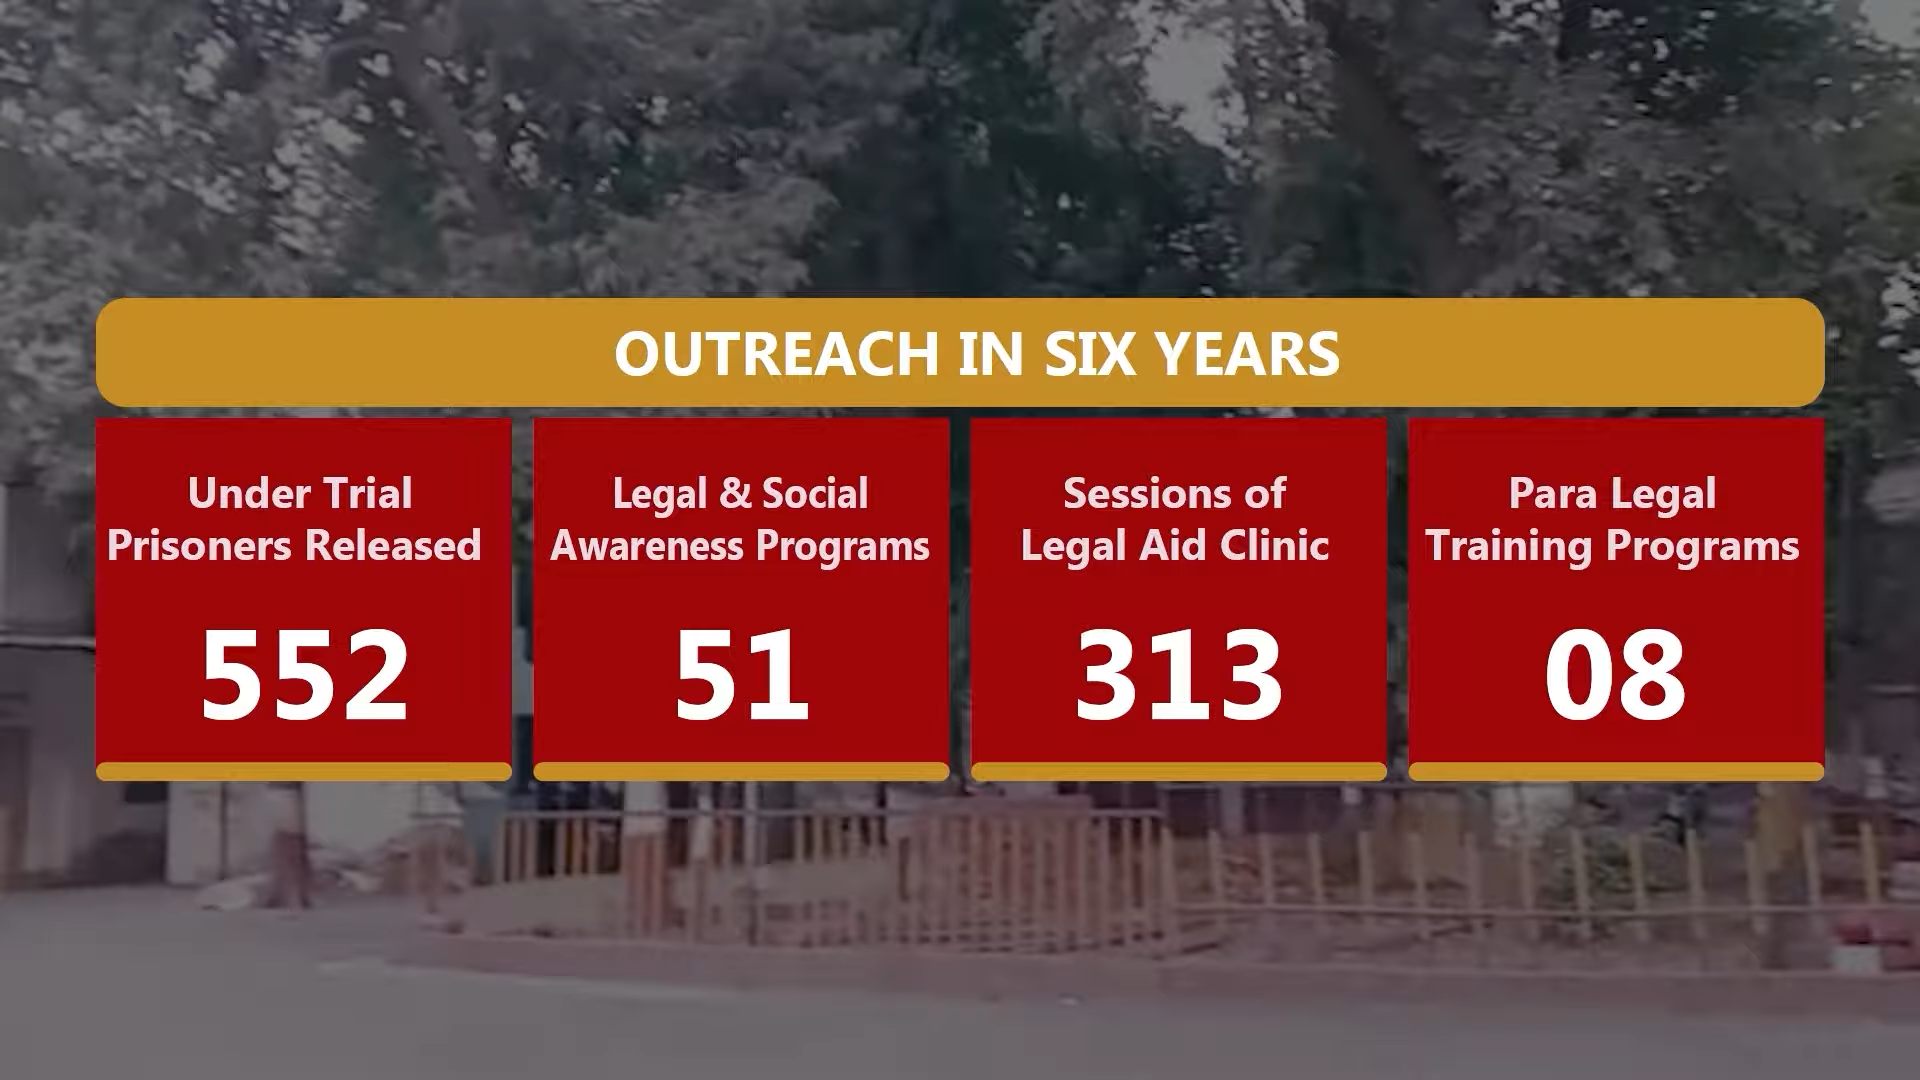 OUTREACH IN SIX YEARS
Under Trial
Prisoners Released
552
Legal & Social
Awareness Programs
51
Sessions of
Legal Aid Clinic
313
Para Legal
Training Programs
08